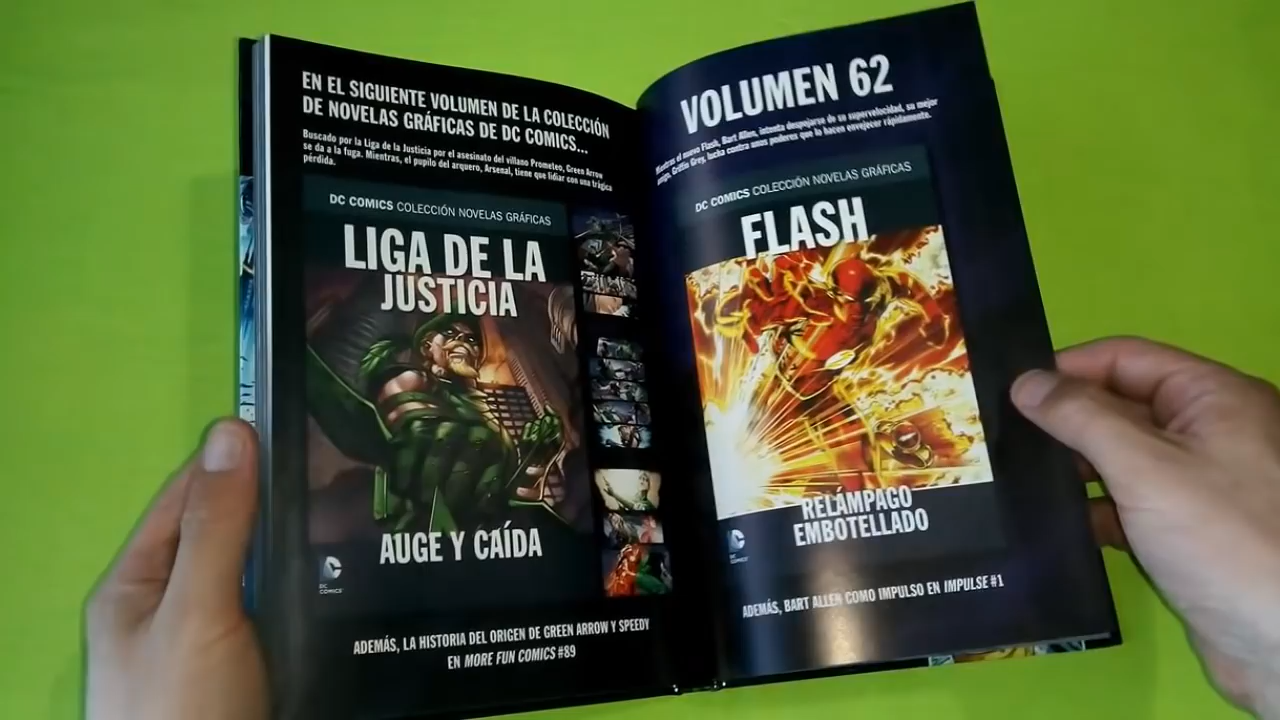 EN EL SIGUIENTE VOLUMEN DE LA COLECCIÓN
DE NOVELAS GRÁFICAS DE DC COMICS...
Buscado por la Liga de la Justicia por el asesinato del villano Prometeo, Green Arrow
se da a la fuga. Mientras, el pupilo del arquero, Arsenal, tiene que lidiar con una trágica
pérdida.
DC COMICS COLECCIÓN NOVELAS GRÁFICAS
LIGA DE LA
JUSTICIA
AUGE Y CAÍDA
DC
COMICS
ADEMÁS, LA HISTORIA DEL ORIGEN DE GREEN ARROW Y SPEEDY
EN MORE FUN COMICS #89
VOLUMEN 62
Mientras el nuevo Flash, Bart Allen, intenta despojarse de su supervelocidad, su mejor
amigo, Griffin Grey, lucha contra unos poderes que lo hacen envejecer rápidamente.
DC COMICS COLECCIÓN NOVELAS GRÁFICAS
FLASH
RELÁMPAGO
EMBOTELLADO
DC
COMICS
ADEMÁS, BART ALLEN COMO IMPULSO EN IMPULSE #1